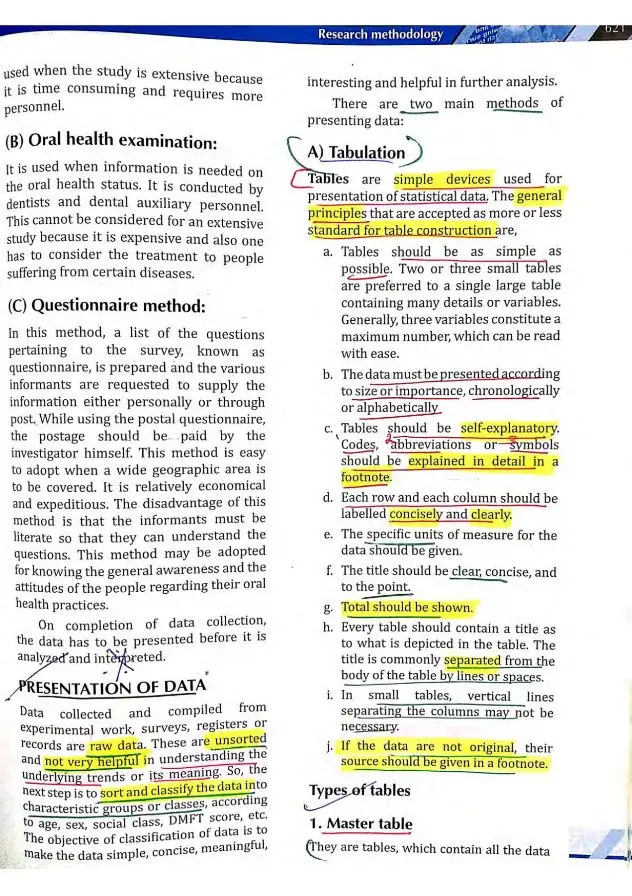 Research methodology
621
used when the study is extensive because
it is time consuming and requires more
personnel.
(B) Oral health examination:
It is used when information is needed on
the oral health status. It is conducted by
dentists and dental auxiliary personnel.
This cannot be considered for an extensive
study because it is expensive and also one
has to consider the treatment to people
suffering from certain diseases.
(C) Questionnaire method:
In this method, a list of the questions
pertaining to the survey, known as
questionnaire, is prepared and the various
informants are requested to supply the
information either personally or through
post. While using the postal questionnaire,
the postage should be paid by the
investigator himself. This method is easy
to adopt when a wide geographic area is
to be covered. It is relatively economical
and expeditious. The disadvantage of this
method is that the informants must be
literate so that they can understand the
questions. This method may be adopted
for knowing the general awareness and the
attitudes of the people regarding their oral
health practices.
On completion of data collection,
the data has to be presented before it is
analyzed and interpreted.
PRESENTATION OF DATA
Data collected and compiled from
experimental work, surveys, registers or
records are raw data. These are unsorted
and not very helpful in understanding the
underlying trends or its meaning. So, the
next step is to sort and classify the data into
characteristic groups or classes, according
to age, sex, social class, DMFT score, etc.
The objective of classification of data is to
make the data simple, concise, meaningful,
interesting and helpful in further analysis.
There are two main methods of
presenting data:
A) Tabulation
Tables are simple devices used for
presentation of statistical data. The general
principles that are accepted as more or less
standard for table construction are,
a. Tables should be as simple as
possible. Two or three small tables
are preferred to a single large table
containing many details or variables.
Generally, three variables constitute a
maximum number, which can be read
with ease.
b. The data must be presented according
to size or importance, chronologically
or alphabetically
c. Tables should be self-explanatory.
Codes, abbreviations or symbols
should be explained in detail in a
footnote.
d. Each row and each column should be
labelled concisely and clearly.
e. The specific units of measure for the
data should be given.
f. The title should be clear, concise, and
to the point.
g. Total should be shown.
h. Every table should contain a title as
to what is depicted in the table. The
title is commonly separated from the
body of the table by lines or spaces.
i. In small tables, vertical lines
separating the columns may not be
necessary.
j. If the data are not original, their
source should be given in a footnote.
Types of tables
1. Master table
They are tables, which contain all the data